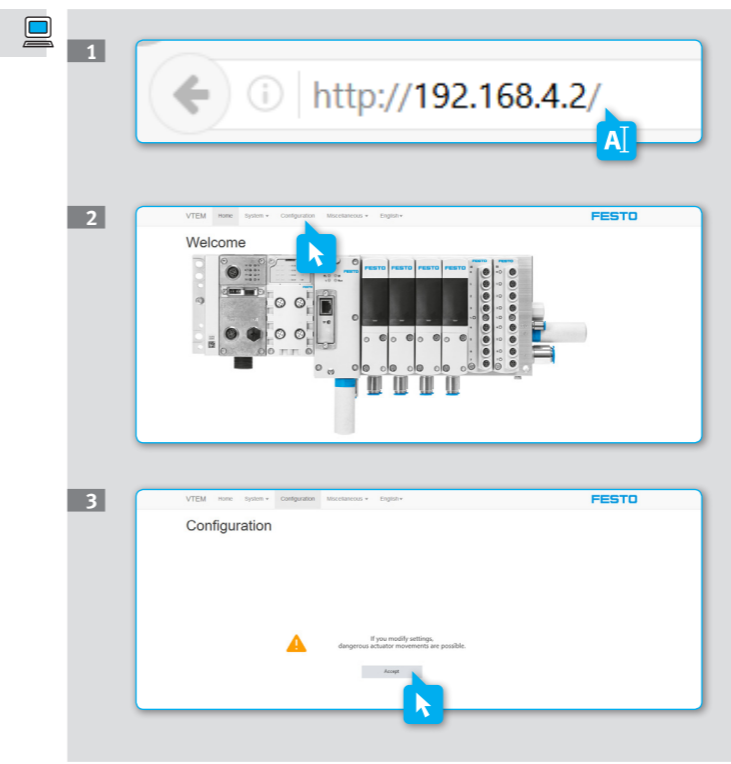 1
http://192.168.4.2/
A
2
VTEM Home System Configuration Miscellaneous English FESTO
Welcome
FESTO FESTO FESTO FESTO FESTO
3
VTEM Home System Configuration Miscellaneous English FESTO
Configuration
If you modify settings,
dangerous actuator movements are possible.
Accept